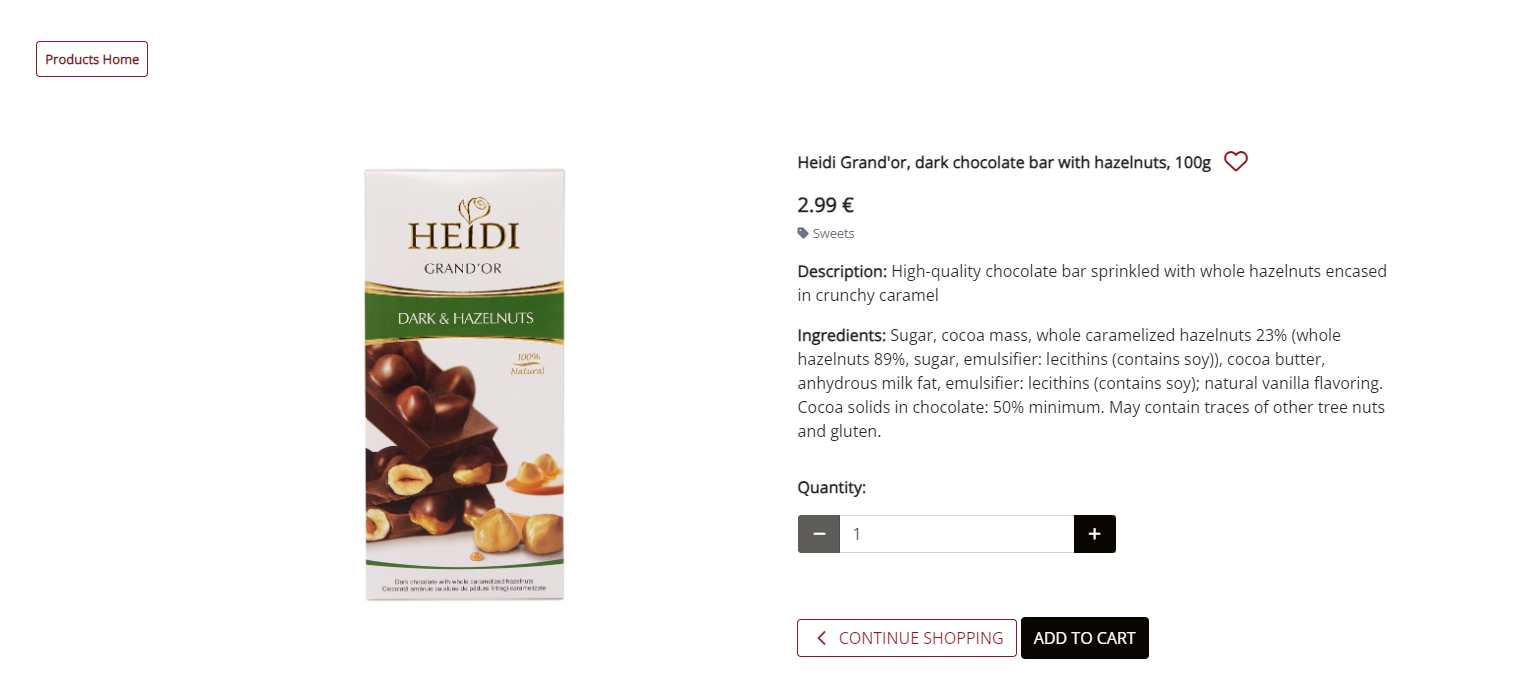 Products Home
Heidi Grand'or, dark chocolate bar with hazelnuts, 100g
2.99 €
Sweets
Description: High-quality chocolate bar sprinkled with whole hazelnuts encased
in crunchy caramel
Ingredients: Sugar, cocoa mass, whole caramelized hazelnuts 23% (whole
hazelnuts 89%, sugar, emulsifier: lecithins (contains soy)), cocoa butter,
anhydrous milk fat, emulsifier: lecithins (contains soy); natural vanilla flavoring.
Cocoa solids in chocolate: 50% minimum. May contain traces of other tree nuts
and gluten.
Quantity:
− 1 +
CONTINUE SHOPPING ADD TO CART
HEIDI
GRAND'OR
DARK & HAZELNUTS
100%
Natural
Dark chocolate with whole caramelized hazelnuts
Ciocolată amăruie cu alune de pădure întregi caramelizate